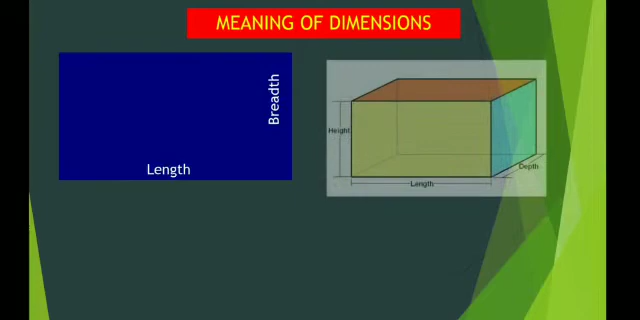 MEANING OF DIMENSIONS
Breadth
Length
Height
Depth
Length